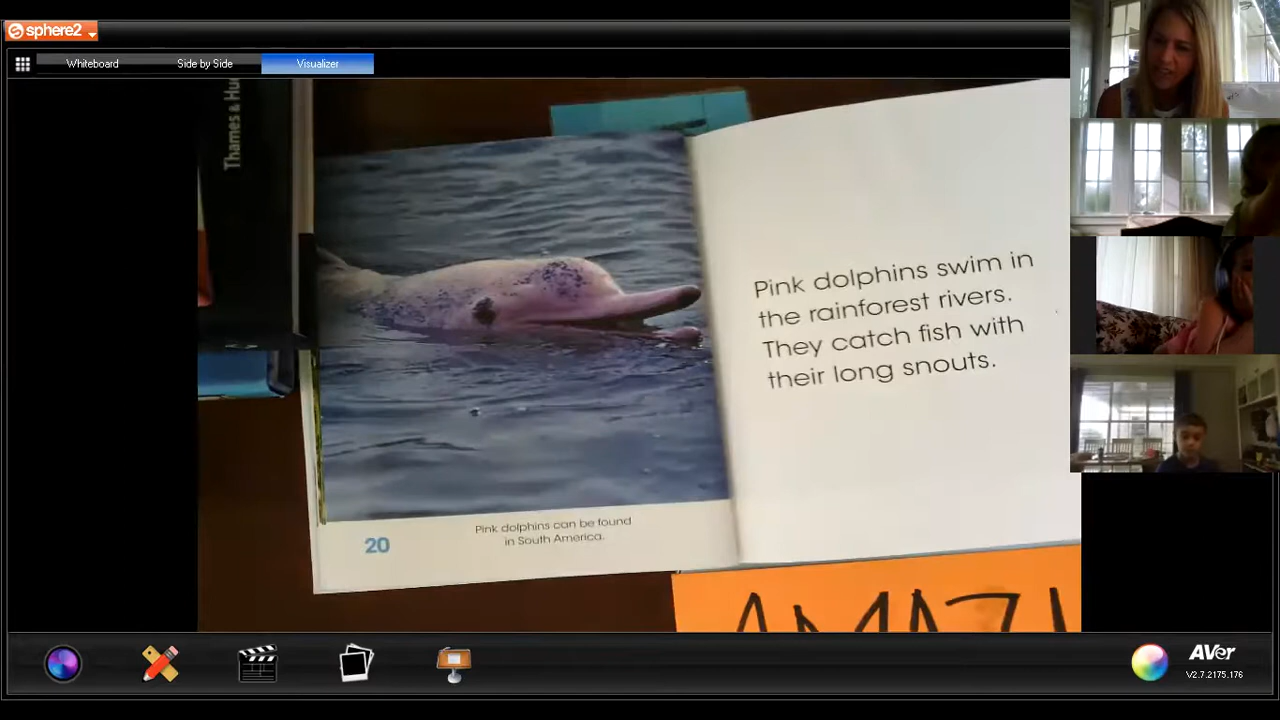 sphere2
Whiteboard
Side by Side
Visualizer
Thames & Hu
Pink dolphins swim in
the rainforest rivers.
They catch fish with
their long snouts.
Pink dolphins can be found
in South America.
20
AVer
V2.7.2175.176